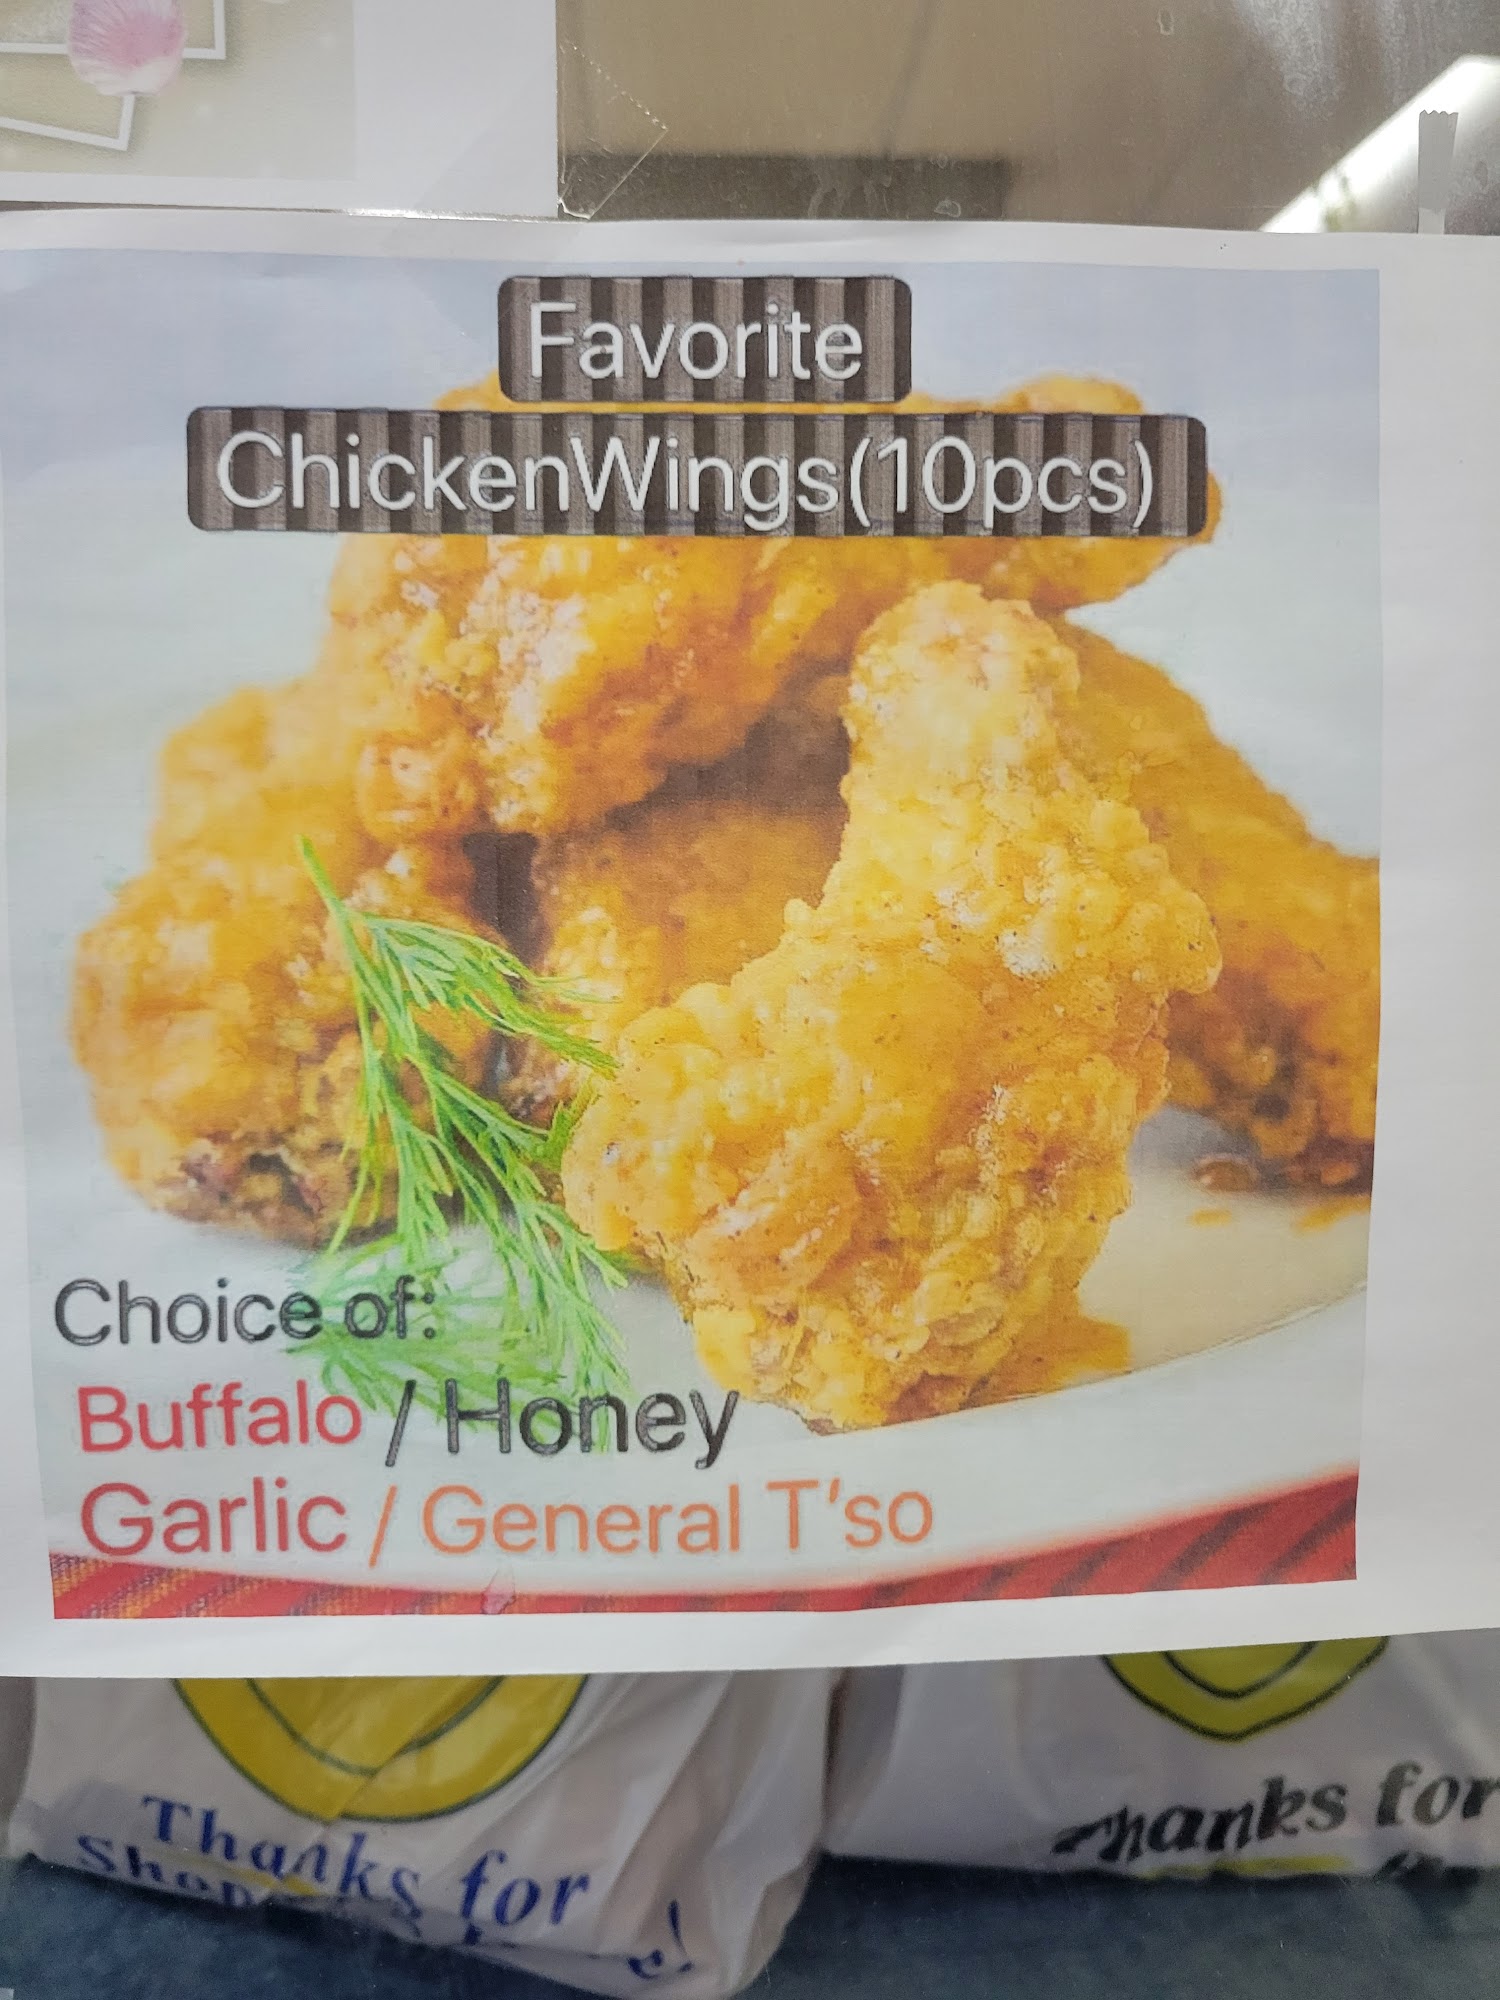 Favorite
ChickenWings(10pcs)
Choice of:
Buffalo / Honey
Garlic / General T'so
Thanks for
Thanks for